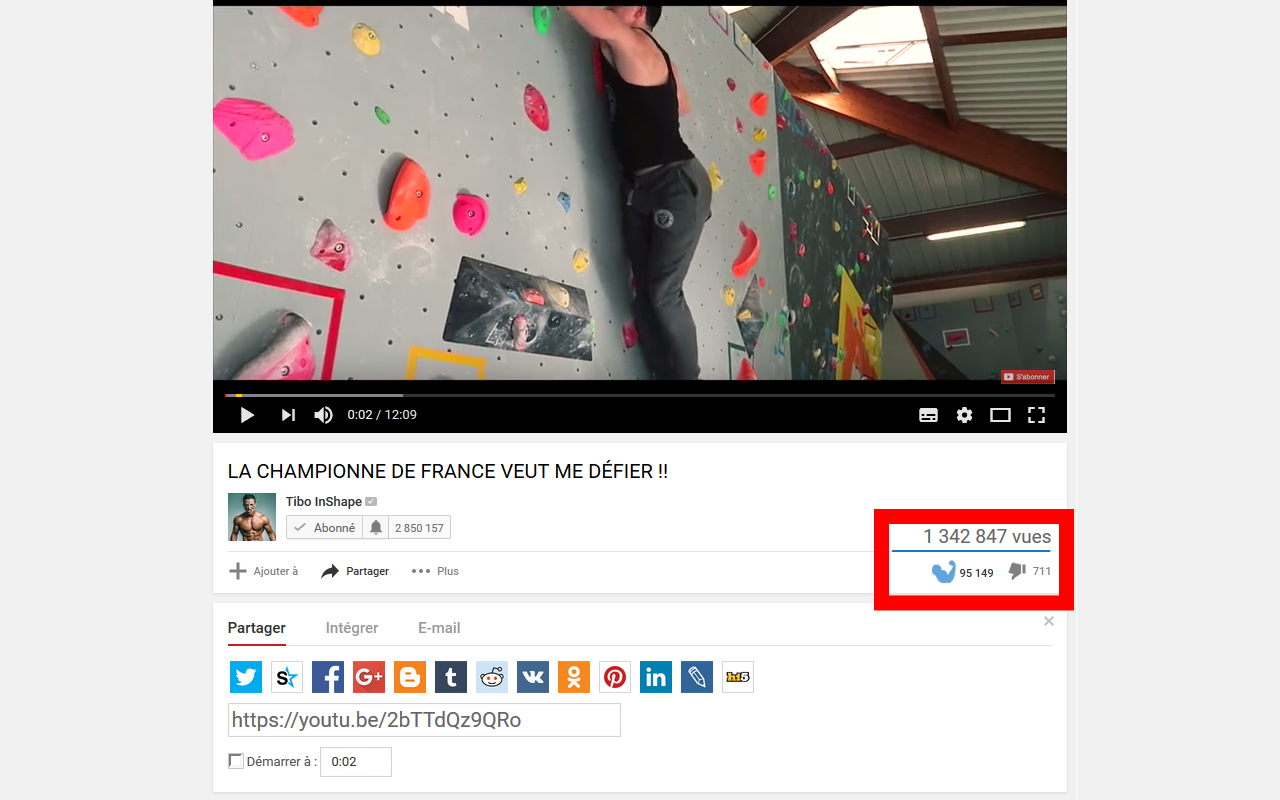 S'abonner
0:02 / 12:09
LA CHAMPIONNE DE FRANCE VEUT ME DÉFIER !!
Tibo InShape
Abonné 2 850 157
1 342 847 vues
Ajouter à Partager Plus
95 149 711
Partager Intégrer E-mail
https://youtu.be/2bTTdQz9QRo
Démarrer à : 0:02